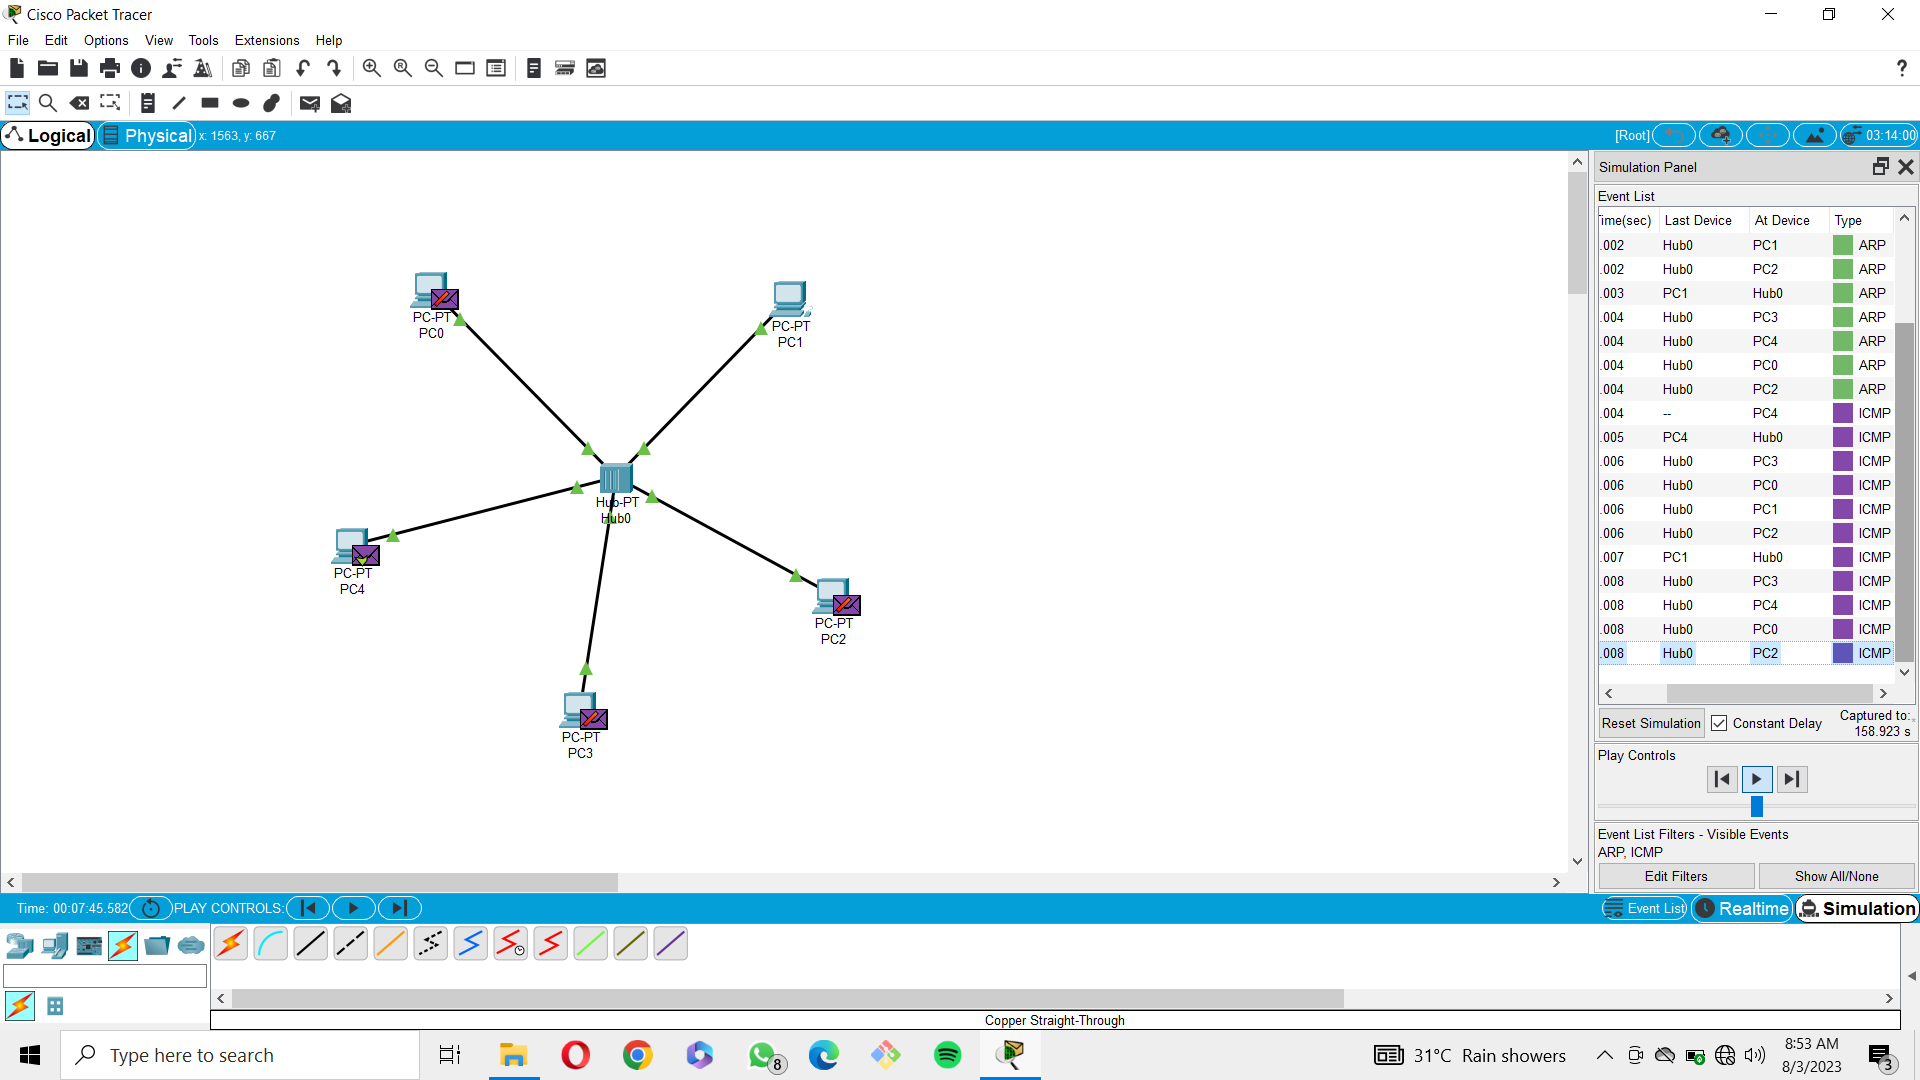 Cisco Packet Tracer
File Edit Options View Tools Extensions Help
?
Logical Physical x: 1563, y: 667 [Root] 03:14:00
Simulation Panel
Event List
Time(sec) Last Device At Device Type
.002 Hub0 PC1 ARP
.002 Hub0 PC2 ARP
.003 PC1 Hub0 ARP
.004 Hub0 PC3 ARP
.004 Hub0 PC4 ARP
.004 Hub0 PC0 ARP
.004 Hub0 PC2 ARP
.004 -- PC4 ICMP
.005 PC4 Hub0 ICMP
.006 Hub0 PC3 ICMP
.006 Hub0 PC0 ICMP
.006 Hub0 PC1 ICMP
.006 Hub0 PC2 ICMP
.007 PC1 Hub0 ICMP
.008 Hub0 PC3 ICMP
.008 Hub0 PC4 ICMP
.008 Hub0 PC0 ICMP
.008 Hub0 PC2 ICMP
Reset Simulation Constant Delay Captured to:
158.923 s
Play Controls
Event List Filters - Visible Events
ARP, ICMP
Edit Filters Show All/None
PC-PT
PC0
PC-PT
PC1
Hub-PT
Hub0
PC-PT
PC4
PC-PT
PC2
PC-PT
PC3
Time: 00:07:45.582 PLAY CONTROLS: Event List Realtime Simulation
Copper Straight-Through
Type here to search
8
31°C Rain showers
8:53 AM
8/3/2023
3